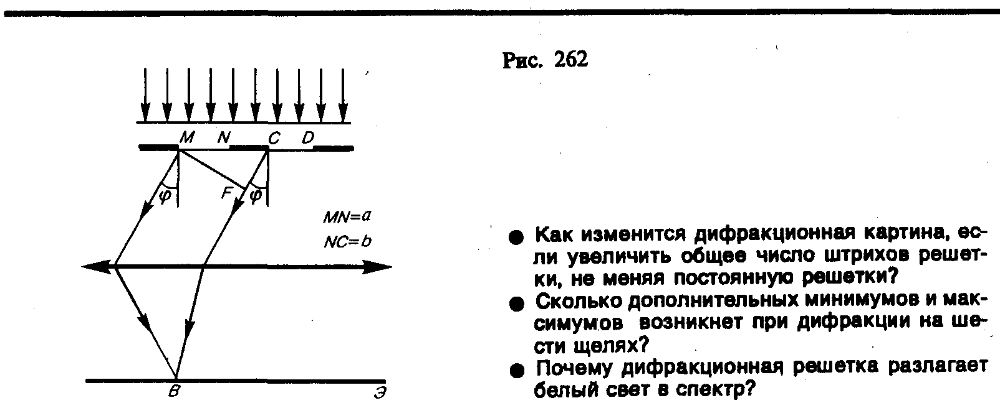 Рис. 262
M N C D
φ F φ
MN=a
NC=b
B Э
● Как изменится дифракционная картина, ес-
ли увеличить общее число штрихов решет-
ки, не меняя постоянную решетки?
● Сколько дополнительных минимумов и мак-
симумов возникнет при дифракции на ше-
сти щелях?
● Почему дифракционная решетка разлагает
белый свет в спектр?